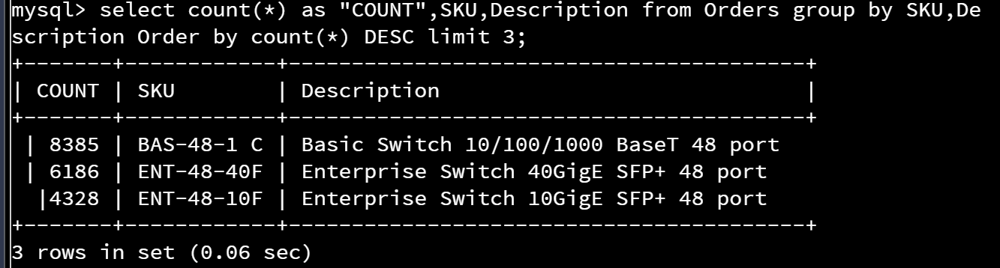 mysql> select count(*) as "COUNT",SKU,Description from Orders group by SKU,De
scription Order by count(*) DESC limit 3;
+-------+------------+-----------------------------------------+
| COUNT | SKU        | Description                             |
+-------+------------+-----------------------------------------+
| 8385 | BAS-48-1 C | Basic Switch 10/100/1000 BaseT 48 port
| 6186 | ENT-48-40F | Enterprise Switch 40GigE SFP+ 48 port
|4328 | ENT-48-10F | Enterprise Switch 10GigE SFP+ 48 port
+-------+------------+-----------------------------------------+
3 rows in set (0.06 sec)